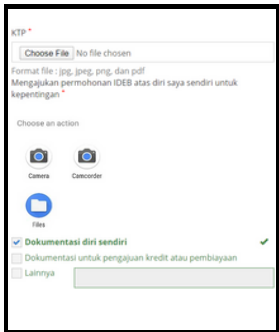 KTP *
Choose File No file chosen
Format file : jpg, jpeg, png, dan pdf
Mengajukan permohonan IDEB atas diri saya sendiri untuk
kepentingan *
Choose an action
Camera Camcorder
Files
Dokumentasi diri sendiri
Dokumentasi untuk pengajuan kredit atau pembiayaan
Lainnya